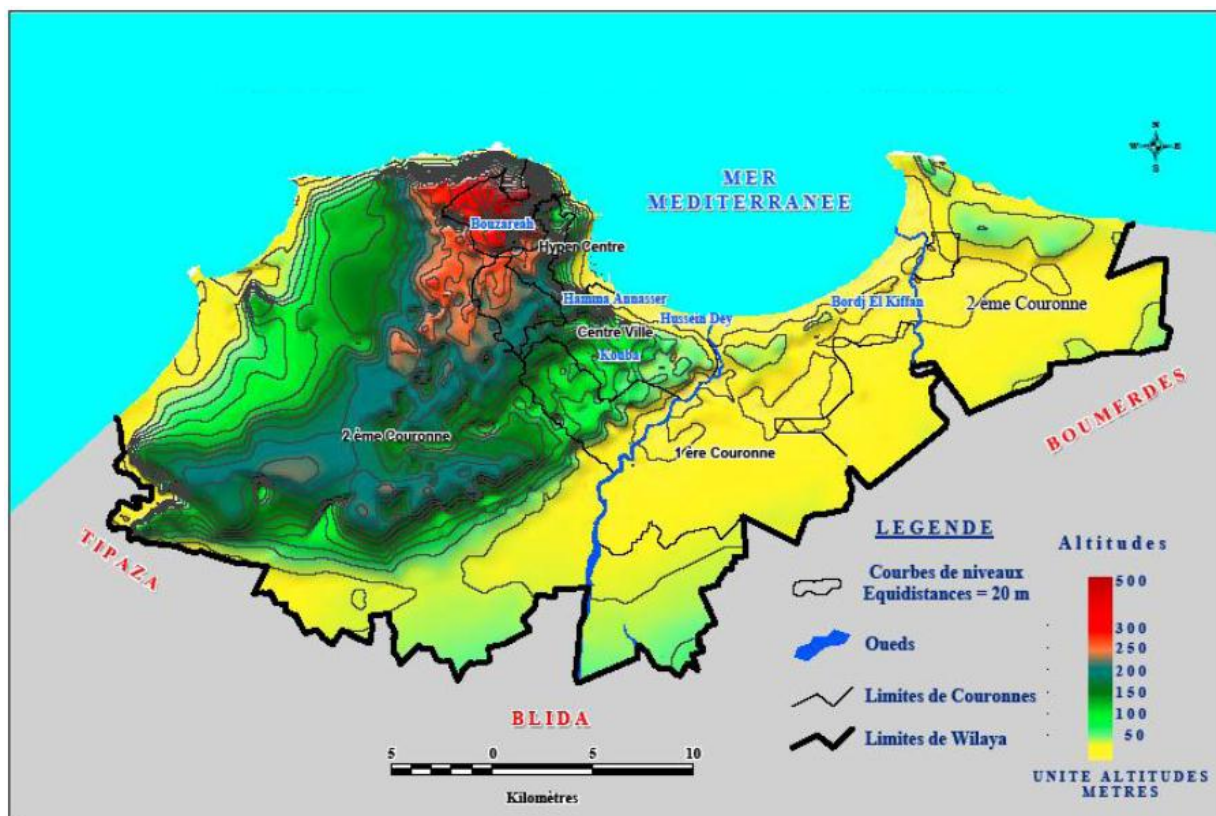 N
W E
S
MER
MEDITERRANEE
Bouzareah
Hyper Centre
Hamma Annasser
Hussein Dey
Bordj El Kiffan
2 ème Couronne
Centre Ville
Kouba
2 ème Couronne
1 ère Couronne
BOUMERDES
TIPAZA
BLIDA
LEGENDE
Courbes de niveaux
Equidistances = 20 m
Oueds
Limites de Couronnes
Limites de Wilaya
Altitudes
500
300
250
200
150
100
50
UNITE ALTITUDES
METRES
5 0 5 10
Kilomètres